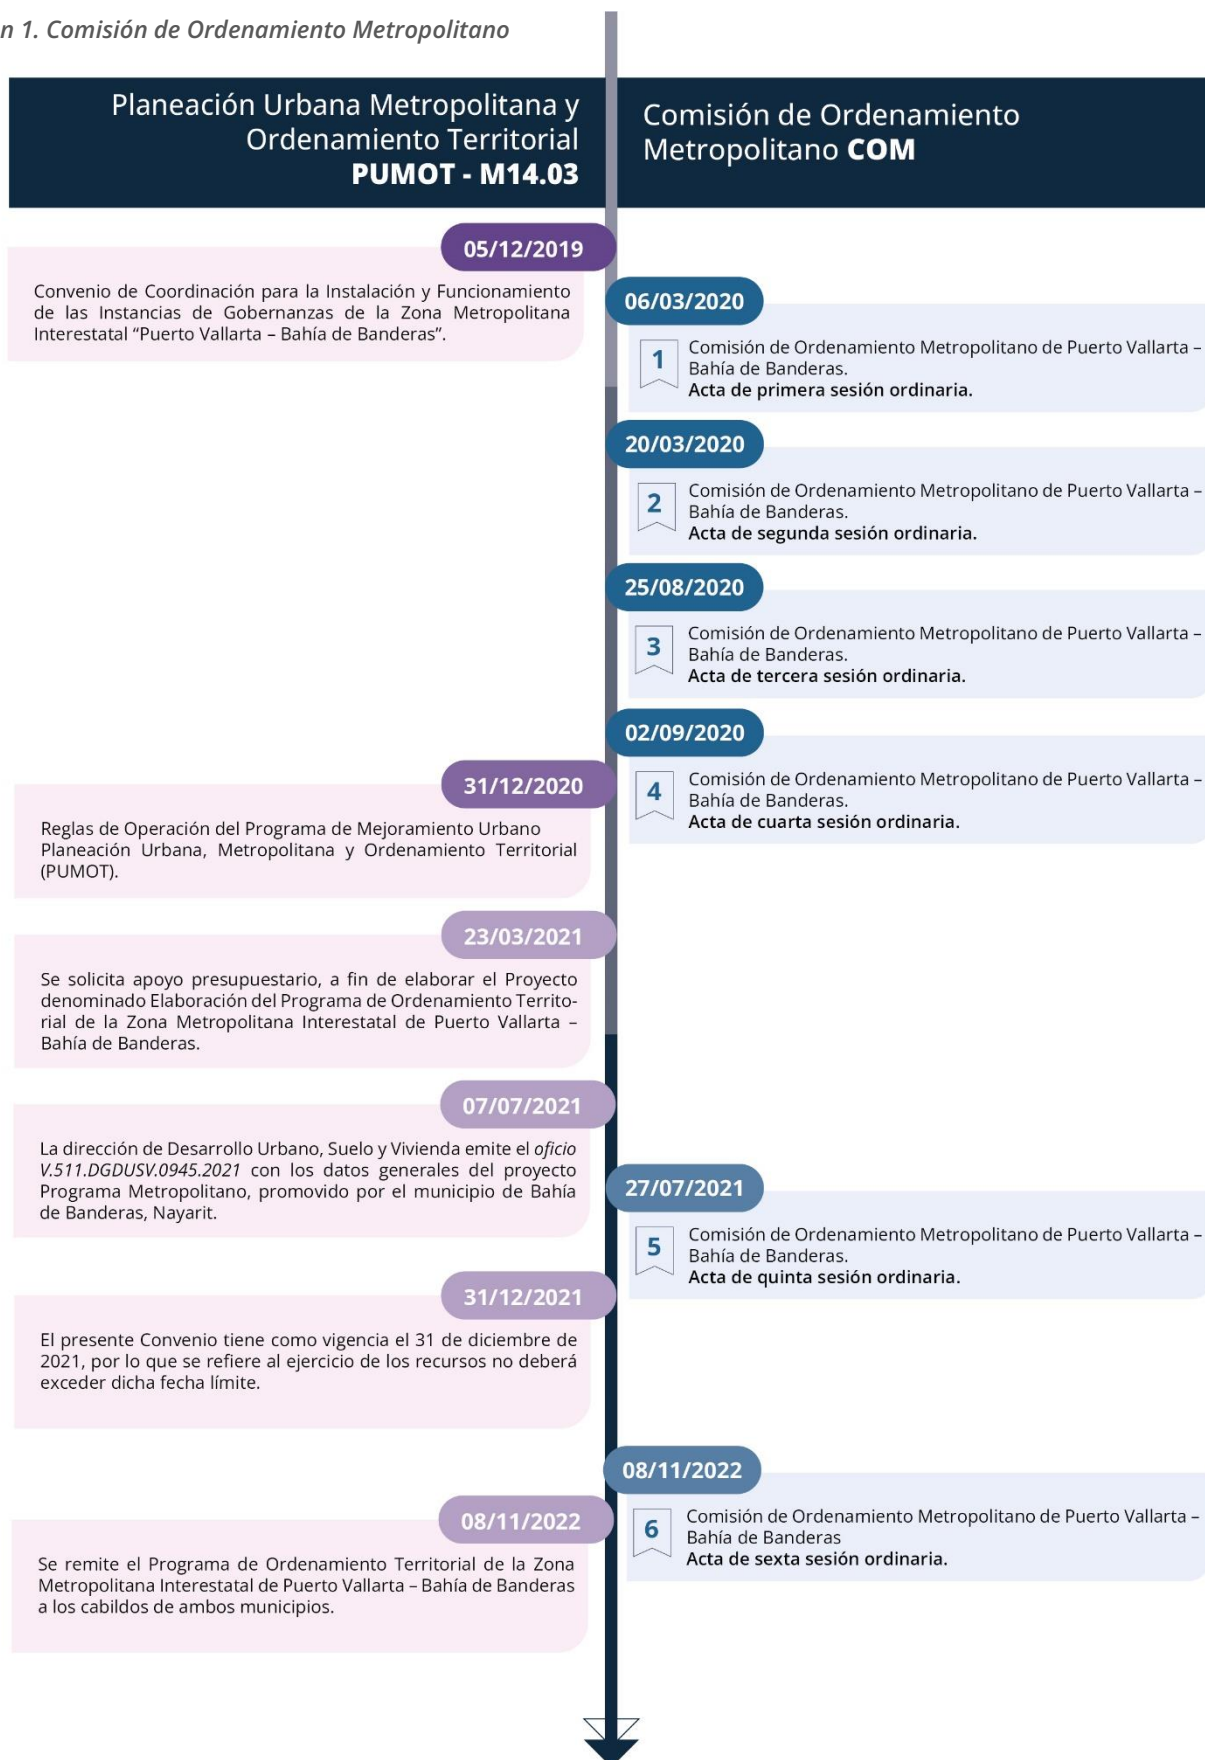 n 1. Comisión de Ordenamiento Metropolitano
Planeación Urbana Metropolitana y
Ordenamiento Territorial
PUMOT - M14.03
Comisión de Ordenamiento
Metropolitano COM
05/12/2019
Convenio de Coordinación para la Instalación y Funcionamiento
de las Instancias de Gobernanzas de la Zona Metropolitana
Interestatal “Puerto Vallarta – Bahía de Banderas”.
06/03/2020
1
Comisión de Ordenamiento Metropolitano de Puerto Vallarta –
Bahía de Banderas.
Acta de primera sesión ordinaria.
20/03/2020
2
Comisión de Ordenamiento Metropolitano de Puerto Vallarta –
Bahía de Banderas.
Acta de segunda sesión ordinaria.
25/08/2020
3
Comisión de Ordenamiento Metropolitano de Puerto Vallarta –
Bahía de Banderas.
Acta de tercera sesión ordinaria.
02/09/2020
4
Comisión de Ordenamiento Metropolitano de Puerto Vallarta –
Bahía de Banderas.
Acta de cuarta sesión ordinaria.
31/12/2020
Reglas de Operación del Programa de Mejoramiento Urbano
Planeación Urbana, Metropolitana y Ordenamiento Territorial
(PUMOT).
23/03/2021
Se solicita apoyo presupuestario, a fin de elaborar el Proyecto
denominado Elaboración del Programa de Ordenamiento Territo-
rial de la Zona Metropolitana Interestatal de Puerto Vallarta –
Bahía de Banderas.
07/07/2021
La dirección de Desarrollo Urbano, Suelo y Vivienda emite el oficio
V.511.DGDUSV.0945.2021 con los datos generales del proyecto
Programa Metropolitano, promovido por el municipio de Bahía
de Banderas, Nayarit.
27/07/2021
5
Comisión de Ordenamiento Metropolitano de Puerto Vallarta –
Bahía de Banderas.
Acta de quinta sesión ordinaria.
31/12/2021
El presente Convenio tiene como vigencia el 31 de diciembre de
2021, por lo que se refiere al ejercicio de los recursos no deberá
exceder dicha fecha límite.
08/11/2022
6
Comisión de Ordenamiento Metropolitano de Puerto Vallarta –
Bahía de Banderas
Acta de sexta sesión ordinaria.
08/11/2022
Se remite el Programa de Ordenamiento Territorial de la Zona
Metropolitana Interestatal de Puerto Vallarta – Bahía de Banderas
a los cabildos de ambos municipios.